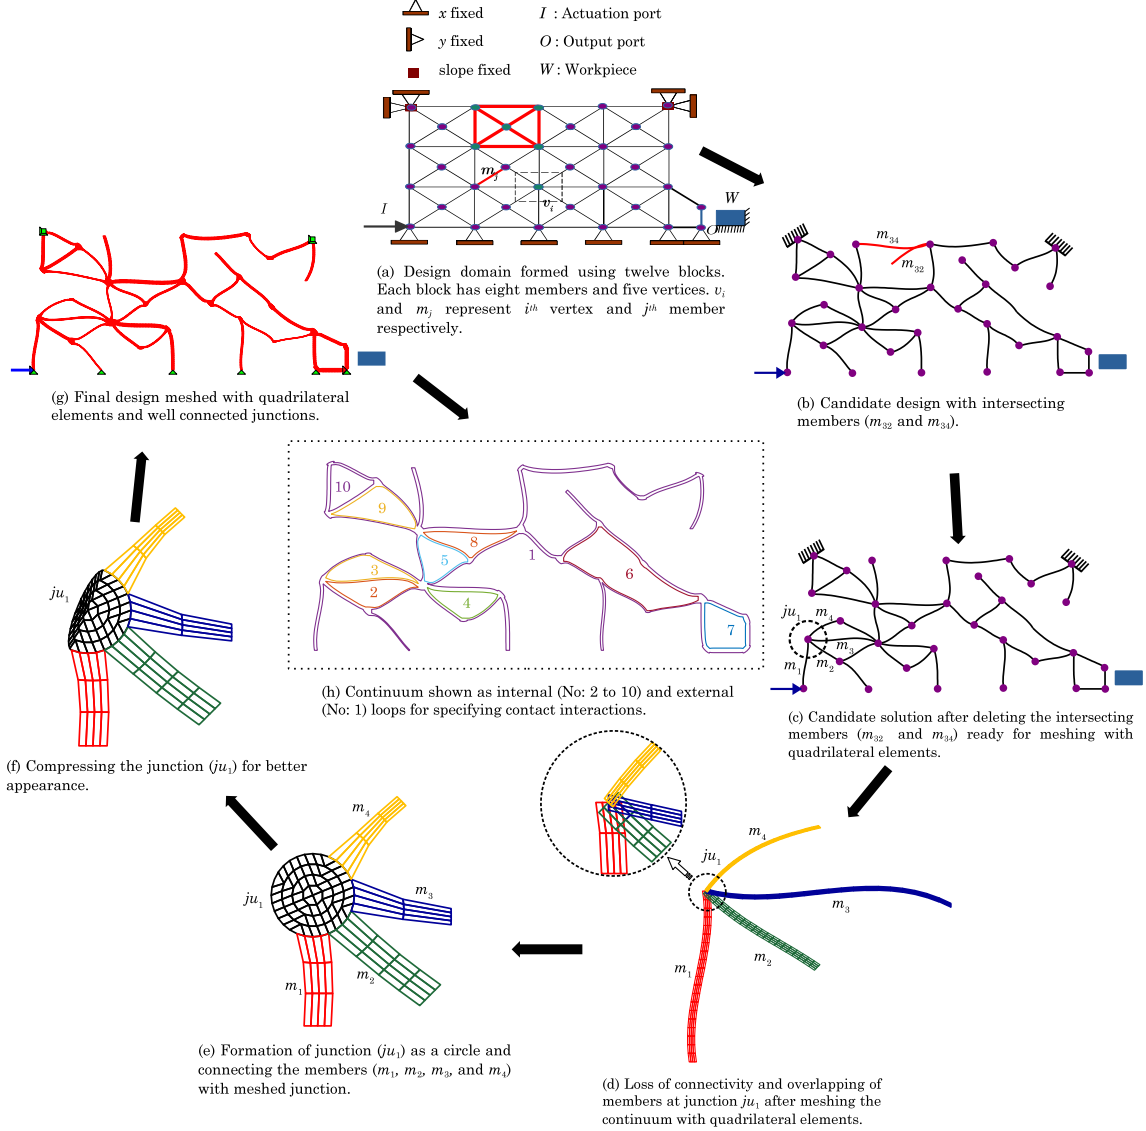 x fixed
I : Actuation port
y fixed
O : Output port
slope fixed
W : Workpiece
m_j
v_i
I
W
O
(a) Design domain formed using twelve blocks.
Each block has eight members and five vertices. v_i
and m_j represent i^th vertex and j^th member
respectively.
m_34
m_32
(b) Candidate design with intersecting
members (m_32 and m_34).
(g) Final design meshed with quadrilateral
elements and well connected junctions.
10
9
8
1
5
3
2
4
6
7
(h) Continuum shown as internal (No: 2 to 10) and external
(No: 1) loops for specifying contact interactions.
ju_1
m_4
m_3
m_2
m_1
(c) Candidate solution after deleting the intersecting
members (m_32 and m_34) ready for meshing with
quadrilateral elements.
ju_1
(f) Compressing the junction (ju_1) for better
appearance.
m_4
ju_1
m_3
m_2
m_1
(e) Formation of junction (ju_1) as a circle and
connecting the members (m_1, m_2, m_3, and m_4)
with meshed junction.
m_4
ju_1
m_3
m_2
m_1
(d) Loss of connectivity and overlapping of
members at junction ju_1 after meshing the
continuum with quadrilateral elements.